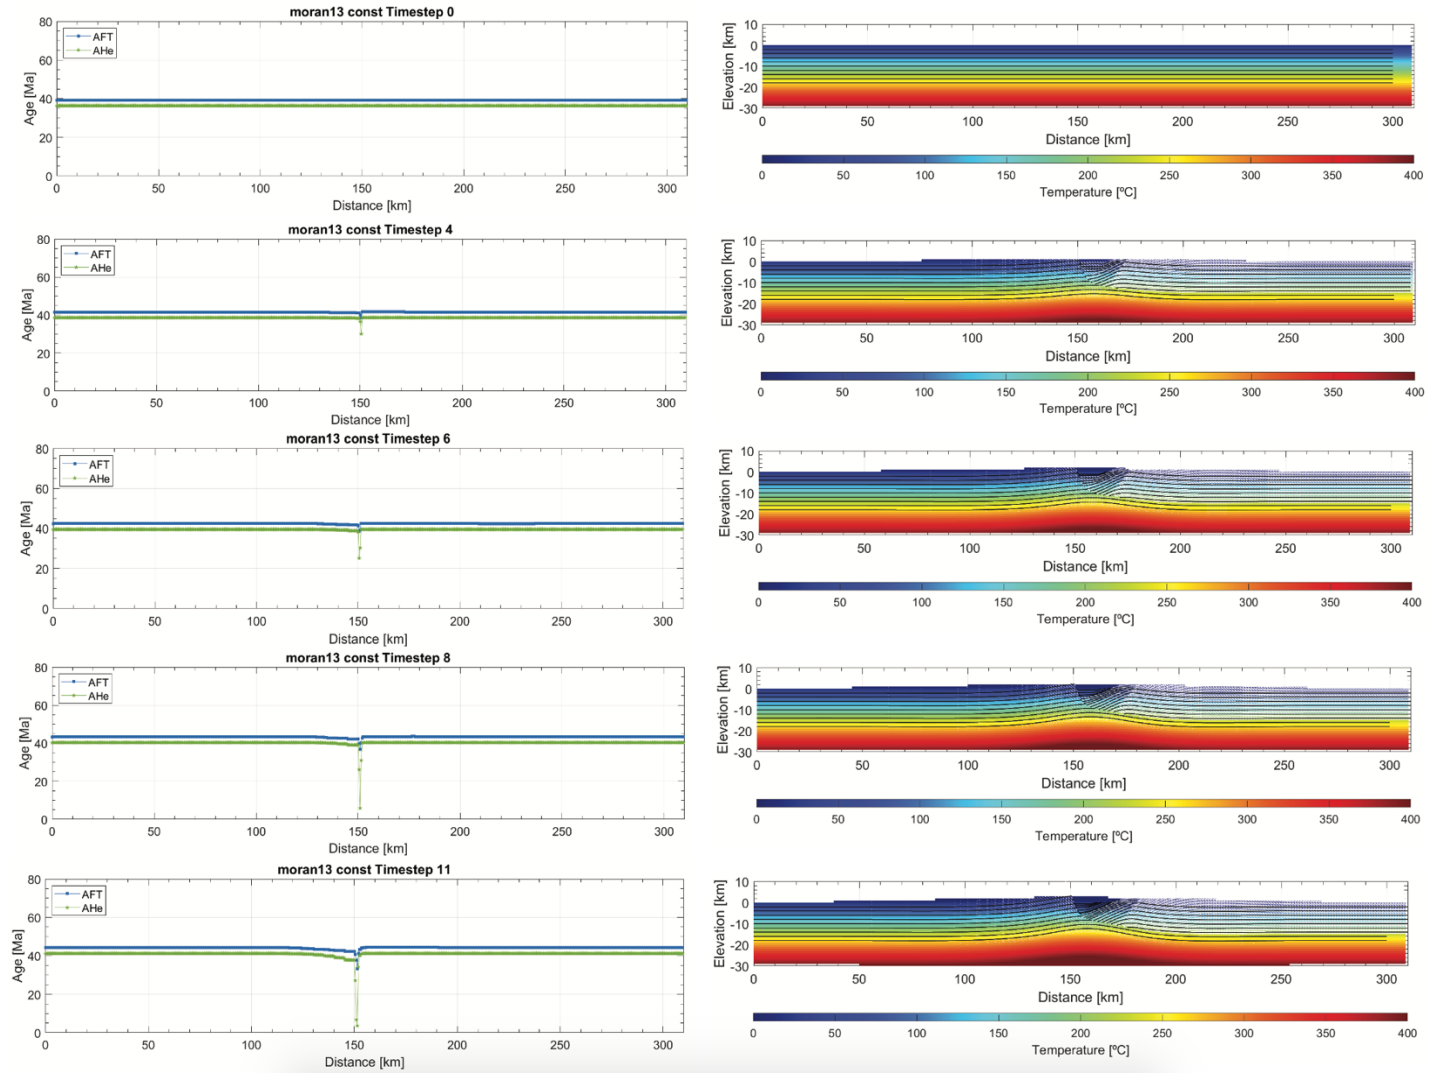 moran13 const Timestep 0
AFT
AHe
Age [Ma]
80
60
40
20
0
0 50 100 150 200 250 300
Distance [km]
Elevation [km]
10
0
-10
-20
-30
0 50 100 150 200 250 300
Distance [km]
0 50 100 150 200 250 300 350 400
Temperature [ºC]
moran13 const Timestep 4
AFT
AHe
Age [Ma]
80
60
40
20
0
0 50 100 150 200 250 300
Distance [km]
Elevation [km]
10
0
-10
-20
-30
0 50 100 150 200 250 300
Distance [km]
0 50 100 150 200 250 300 350 400
Temperature [ºC]
moran13 const Timestep 6
AFT
AHe
Age [Ma]
80
60
40
20
0
0 50 100 150 200 250 300
Distance [km]
Elevation [km]
10
0
-10
-20
-30
0 50 100 150 200 250 300
Distance [km]
0 50 100 150 200 250 300 350 400
Temperature [ºC]
moran13 const Timestep 8
AFT
AHe
Age [Ma]
80
60
40
20
0
0 50 100 150 200 250 300
Distance [km]
Elevation [km]
10
0
-10
-20
-30
0 50 100 150 200 250 300
Distance [km]
0 50 100 150 200 250 300 350 400
Temperature [ºC]
moran13 const Timestep 11
AFT
AHe
Age [Ma]
80
60
40
20
0
0 50 100 150 200 250 300
Distance [km]
Elevation [km]
10
0
-10
-20
-30
0 50 100 150 200 250 300
Distance [km]
0 50 100 150 200 250 300 350 400
Temperature [ºC]